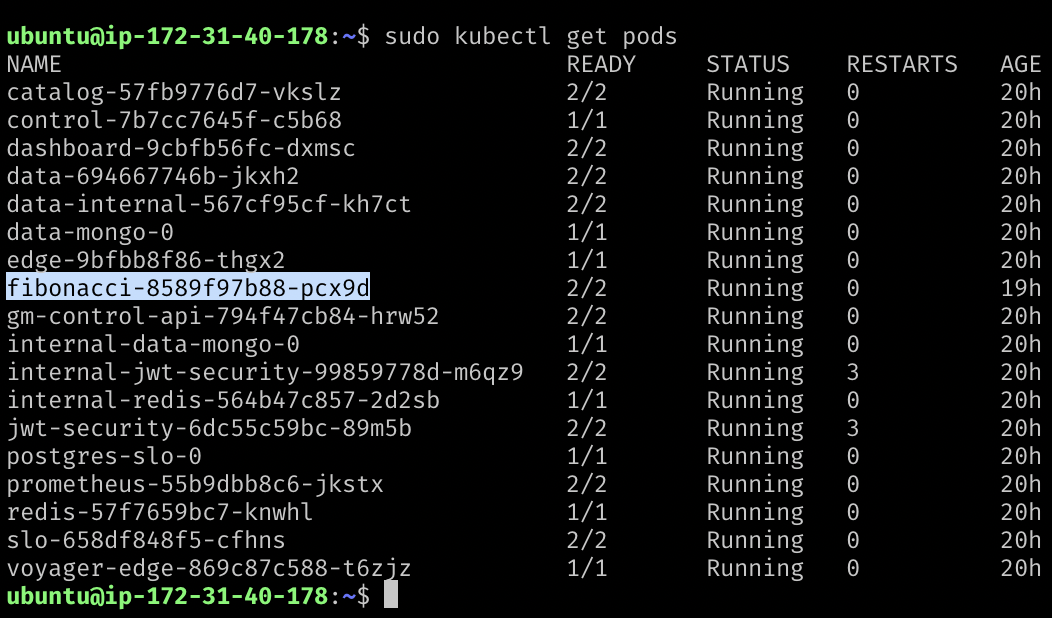 ubuntu@ip-172-31-40-178:~$ sudo kubectl get pods
NAME READY STATUS RESTARTS AGE
catalog-57fb9776d7-vkslz 2/2 Running 0 20h
control-7b7cc7645f-c5b68 1/1 Running 0 20h
dashboard-9cbfb56fc-dxmsc 2/2 Running 0 20h
data-694667746b-jkxh2 2/2 Running 0 20h
data-internal-567cf95cf-kh7ct 2/2 Running 0 20h
data-mongo-0 1/1 Running 0 20h
edge-9bfbb8f86-thgx2 1/1 Running 0 20h
fibonacci-8589f97b88-pcx9d 2/2 Running 0 19h
gm-control-api-794f47cb84-hrw52 2/2 Running 0 20h
internal-data-mongo-0 1/1 Running 0 20h
internal-jwt-security-99859778d-m6qz9 2/2 Running 3 20h
internal-redis-564b47c857-2d2sb 1/1 Running 0 20h
jwt-security-6dc55c59bc-89m5b 2/2 Running 3 20h
postgres-slo-0 1/1 Running 0 20h
prometheus-55b9dbb8c6-jkstx 2/2 Running 0 20h
redis-57f7659bc7-knwhl 1/1 Running 0 20h
slo-658df848f5-cfhns 2/2 Running 0 20h
voyager-edge-869c87c588-t6zjz 1/1 Running 0 20h
ubuntu@ip-172-31-40-178:~$